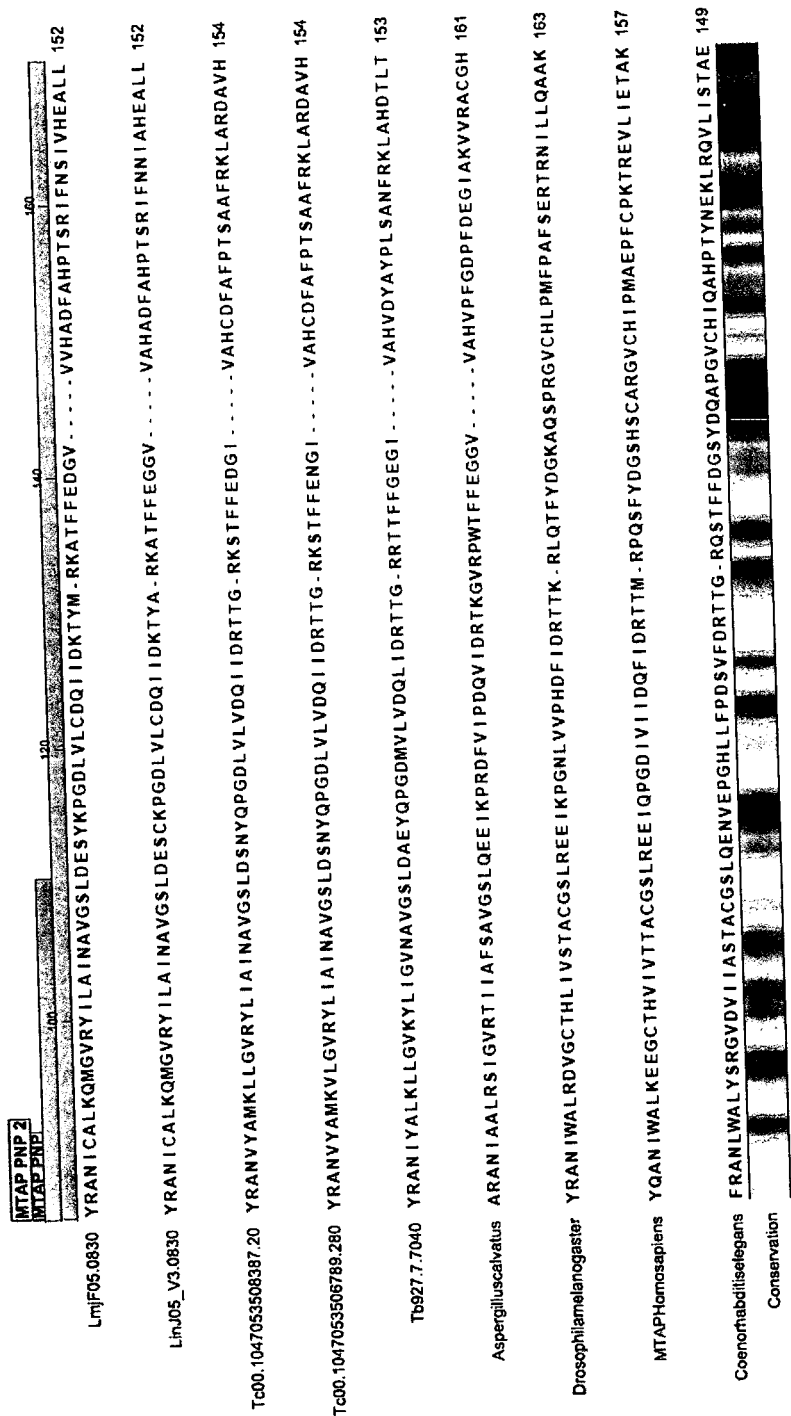 MTAP PNP 2
MTAP PNP
100 120 140 160
LmjF05.0830 YRANICALKQMGVRYILAINAVGSLDESYKPGDLVLCDQIIDKTYM-RKATFFEDGV-----VVHADFAHPTSRIFNSIVHEALL 152
LinJ05_V3.0830 YRANICALKQMGVRYILAINAVGSLDESCKPGDLVLCDQIIDKTYA-RKATFFEGGV-----VAHADFAHPTSRIFNNIAHEALL 152
Tc00.1047053508387.20 YRANVYAMKLLGVRYLIAINAVGSLDSNYQPGDLVLVDQIIDRTTG-RKSTFFEDGI-----VAHCDFAFPTSAAFRKLARDAVH 154
Tc00.1047053506789.280 YRANVYAMKVLGVRYLIAINAVGSLDSNYQPGDLVLVDQIIDRTTG-RKSTFFENGI-----VAHCDFAFPTSAAFRKLARDAVH 154
Tb927.7.7040 YRANIYALKLLGVKYLIGVNAVGSLDAEYQPGDMVLVDQLIDRTTG-RRTTFFGEGI-----VAHVDYAYPLSANFRKLAHDTLT 153
Aspergilluscalvatus ARANIAALRSIGVRTIIAFSAVGSLQEEIKPRDFVIPDQVIDRTKGVRPWTFFEGGV-----VAHVPFGDPFDEGIAKVVRACGH 161
Drosophilamelanogaster YRANIWALRDVGCTHLIVSTACGSLREEIKPGNLVVPHDFIDRTTK-RLQTFYDGKAQSPRGVCHLPMFPAFSERTRNILLQAAK 163
MTAPHomosapiens YQANIWALKEEGCTHVIVTTACGSLREEIQPGDIVIIDQFIDRTTM-RPQSFYDGSHSCARGVCHIPMAEPFCPKTREVLIETAK 157
Coenorhabditiselegans FRANLWALYSRGVDVIIASTACGSLQENVEPGHLLFPDSVFDRTTG-RQSTFFDGSYDQAPGVCHIQAHPTYNEKLRQVLISTAE 149
Conservation